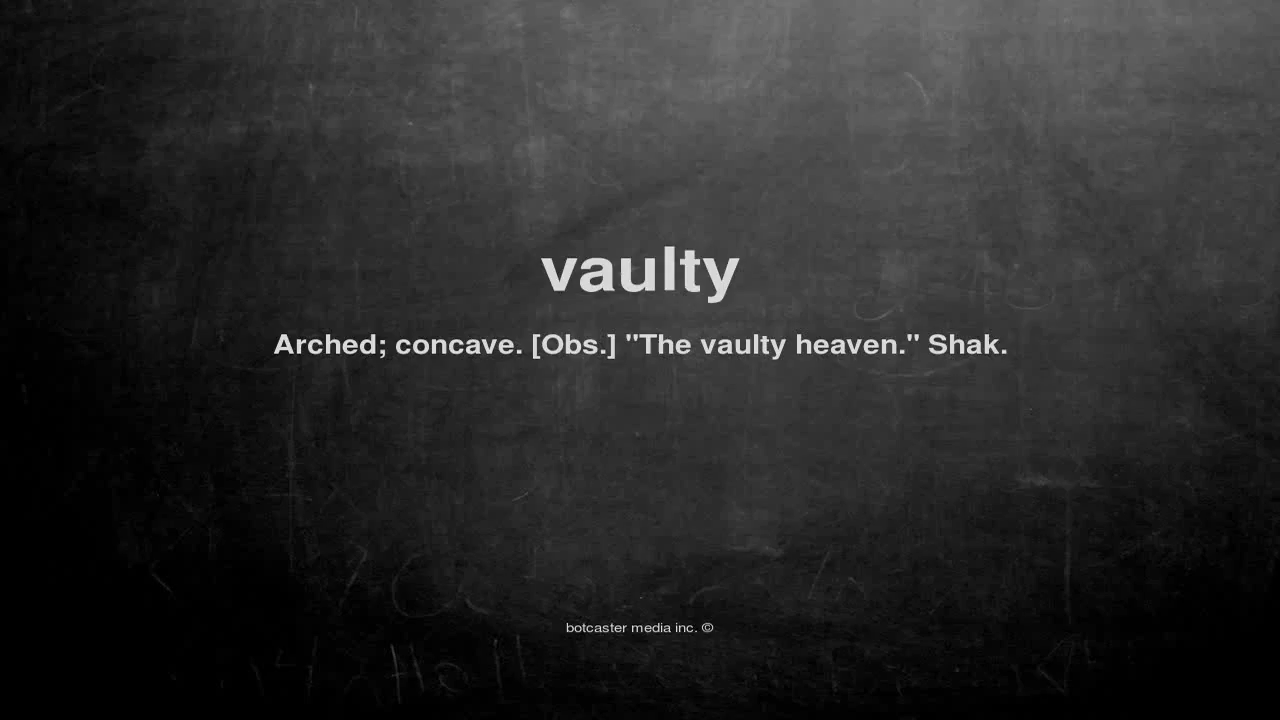 vaulty
Arched; concave. [Obs.] "The vaulty heaven." Shak.
botcaster media inc. ©